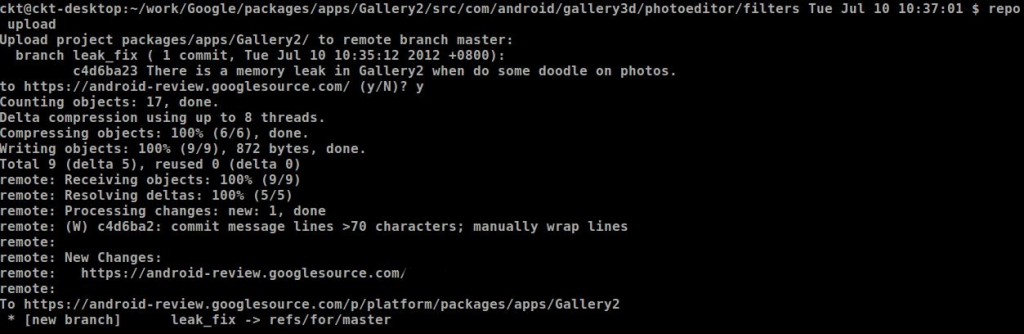 ckt@ckt-desktop:~/work/Google/packages/apps/Gallery2/src/com/android/gallery3d/photoeditor/filters Tue Jul 10 10:37:01 $ repo
 upload
Upload project packages/apps/Gallery2/ to remote branch master:
  branch leak_fix ( 1 commit, Tue Jul 10 10:35:12 2012 +0800):
         c4d6ba23 There is a memory leak in Gallery2 when do some doodle on photos.
to https://android-review.googlesource.com/ (y/N)? y
Counting objects: 17, done.
Delta compression using up to 8 threads.
Compressing objects: 100% (6/6), done.
Writing objects: 100% (9/9), 872 bytes, done.
Total 9 (delta 5), reused 0 (delta 0)
remote: Receiving objects: 100% (9/9)
remote: Resolving deltas: 100% (5/5)
remote: Processing changes: new: 1, done
remote: (W) c4d6ba2: commit message lines >70 characters; manually wrap lines
remote:
remote: New Changes:
remote:   https://android-review.googlesource.com/
remote:
To https://android-review.googlesource.com/p/platform/packages/apps/Gallery2
 * [new branch]      leak_fix -> refs/for/master